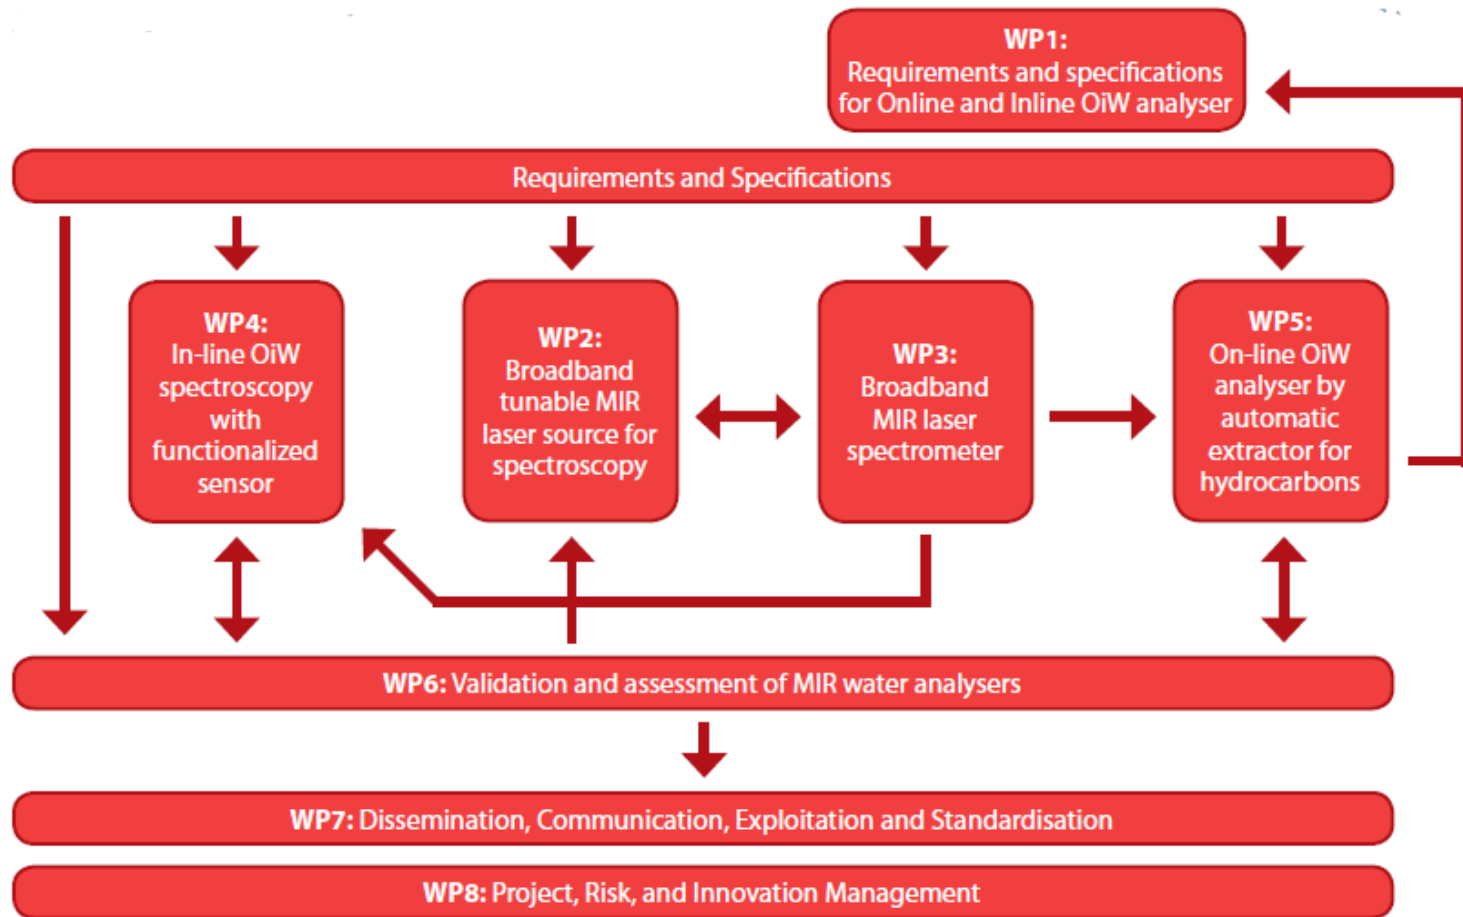 WP1:
Requirements and specifications
for Online and Inline OiW analyser
Requirements and Specifications
WP4:
In-line OiW
spectroscopy
with
functionalized
sensor
WP2:
Broadband
tunable MIR
laser source for
spectroscopy
WP3:
Broadband
MIR laser
spectrometer
WP5:
On-line OiW
analyser by
automatic
extractor for
hydrocarbons
WP6: Validation and assessment of MIR water analysers
WP7: Dissemination, Communication, Exploitation and Standardisation
WP8: Project, Risk, and Innovation Management